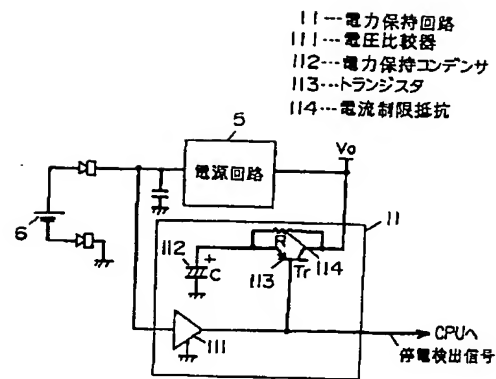 11---電力保持回路
111---電圧比較器
112---電力保持コンデンサ
113---トランジスタ
114---電流制限抵抗
5
電源回路
Vo
6
11
112
+
C
R
113
Tr
114
111
CPUへ
停電検出信号